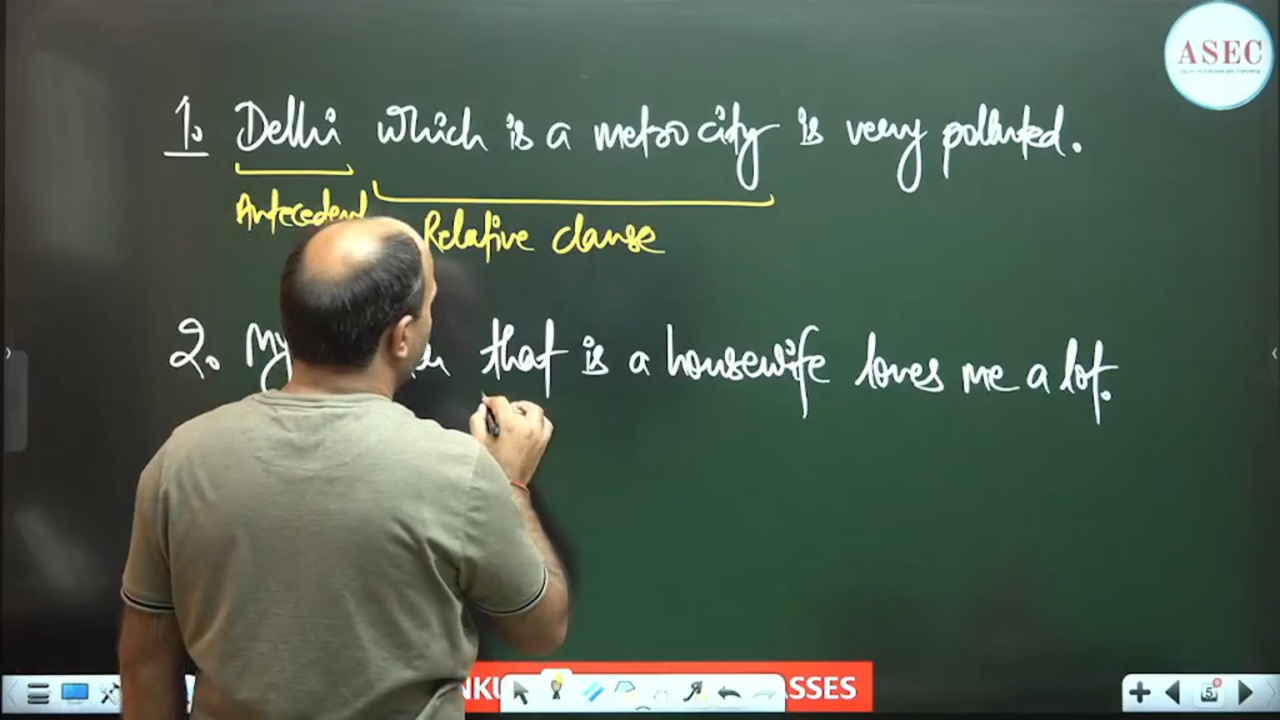 ASEC
1. Delhi which is a metro city is very polluted.
Antecedent Relative clause
2. My that is a housewife loves me a lot.